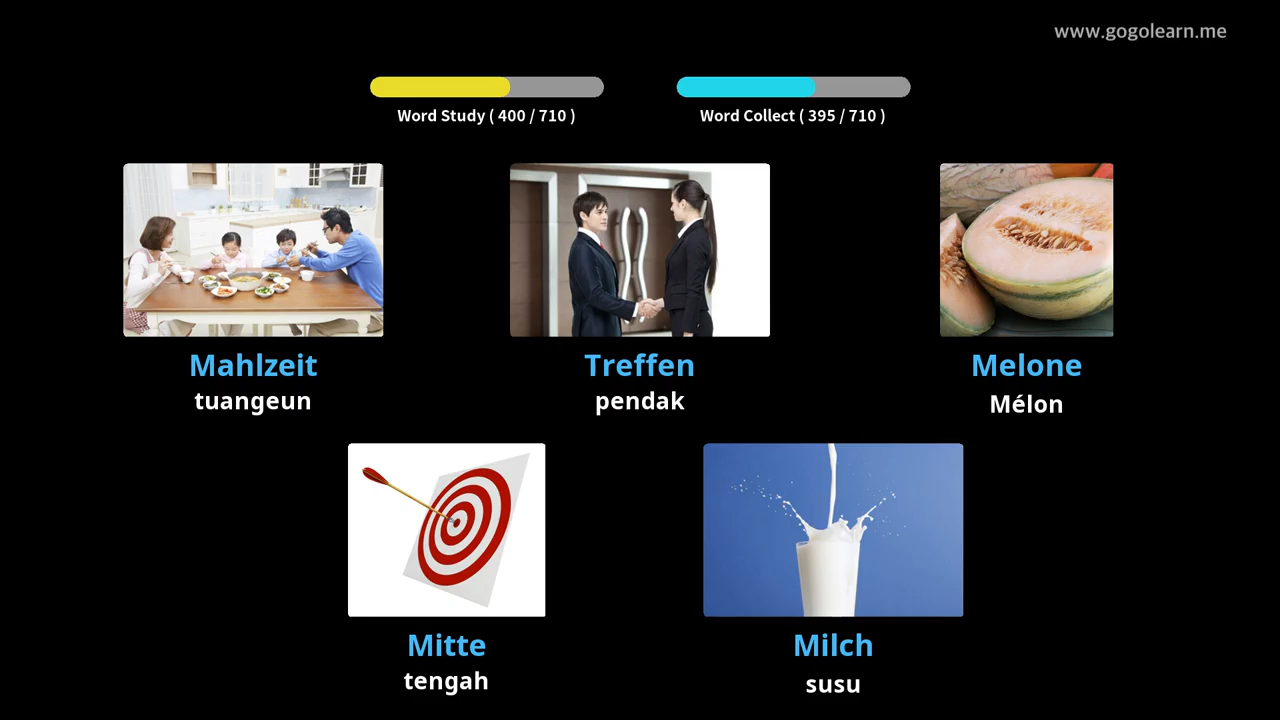 www.gogolearn.me
Word Study ( 400 / 710 )
Word Collect ( 395 / 710 )
Mahlzeit
tuangeun
Treffen
pendak
Melone
Mélon
Mitte
tengah
Milch
susu